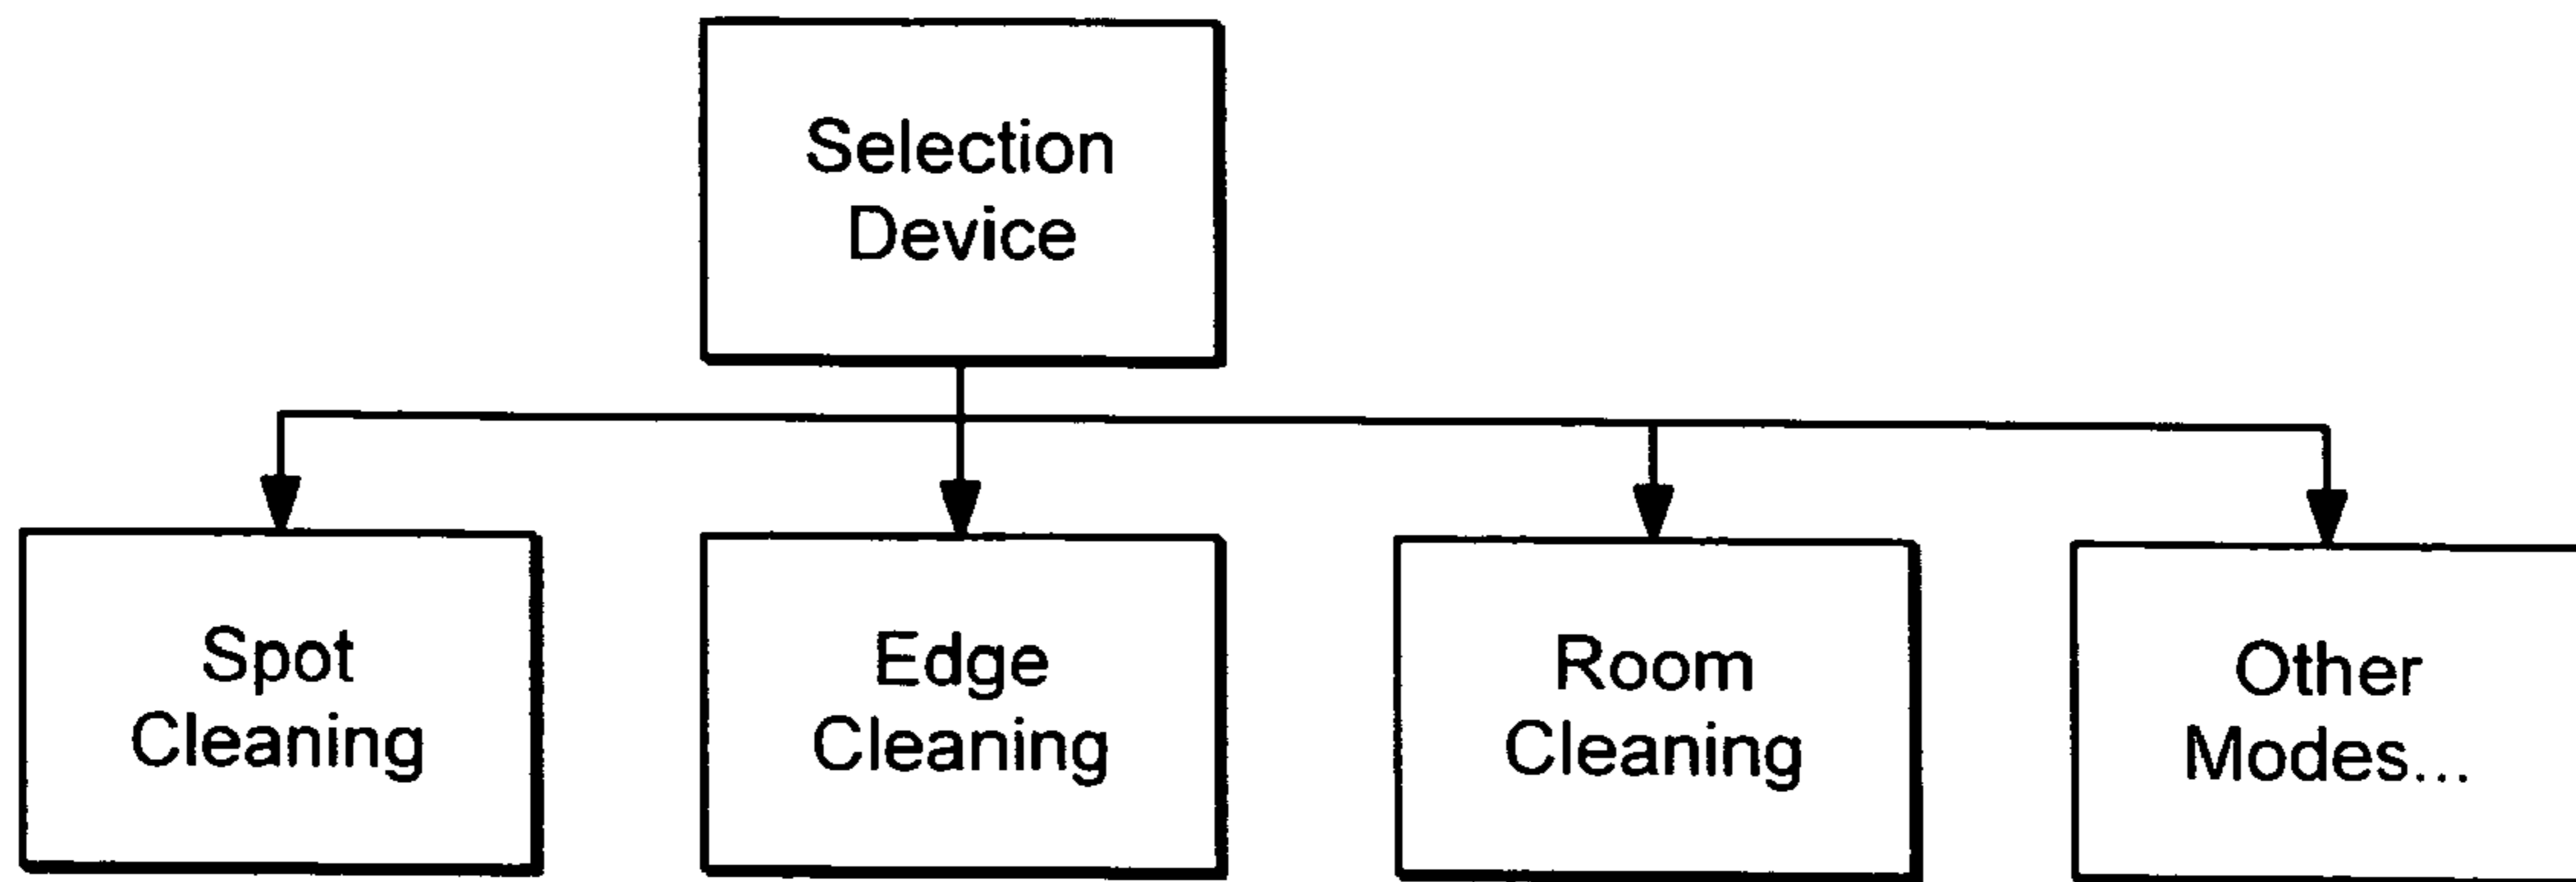 Selection
Device
Spot
Cleaning
Edge
Cleaning
Room
Cleaning
Other
Modes...